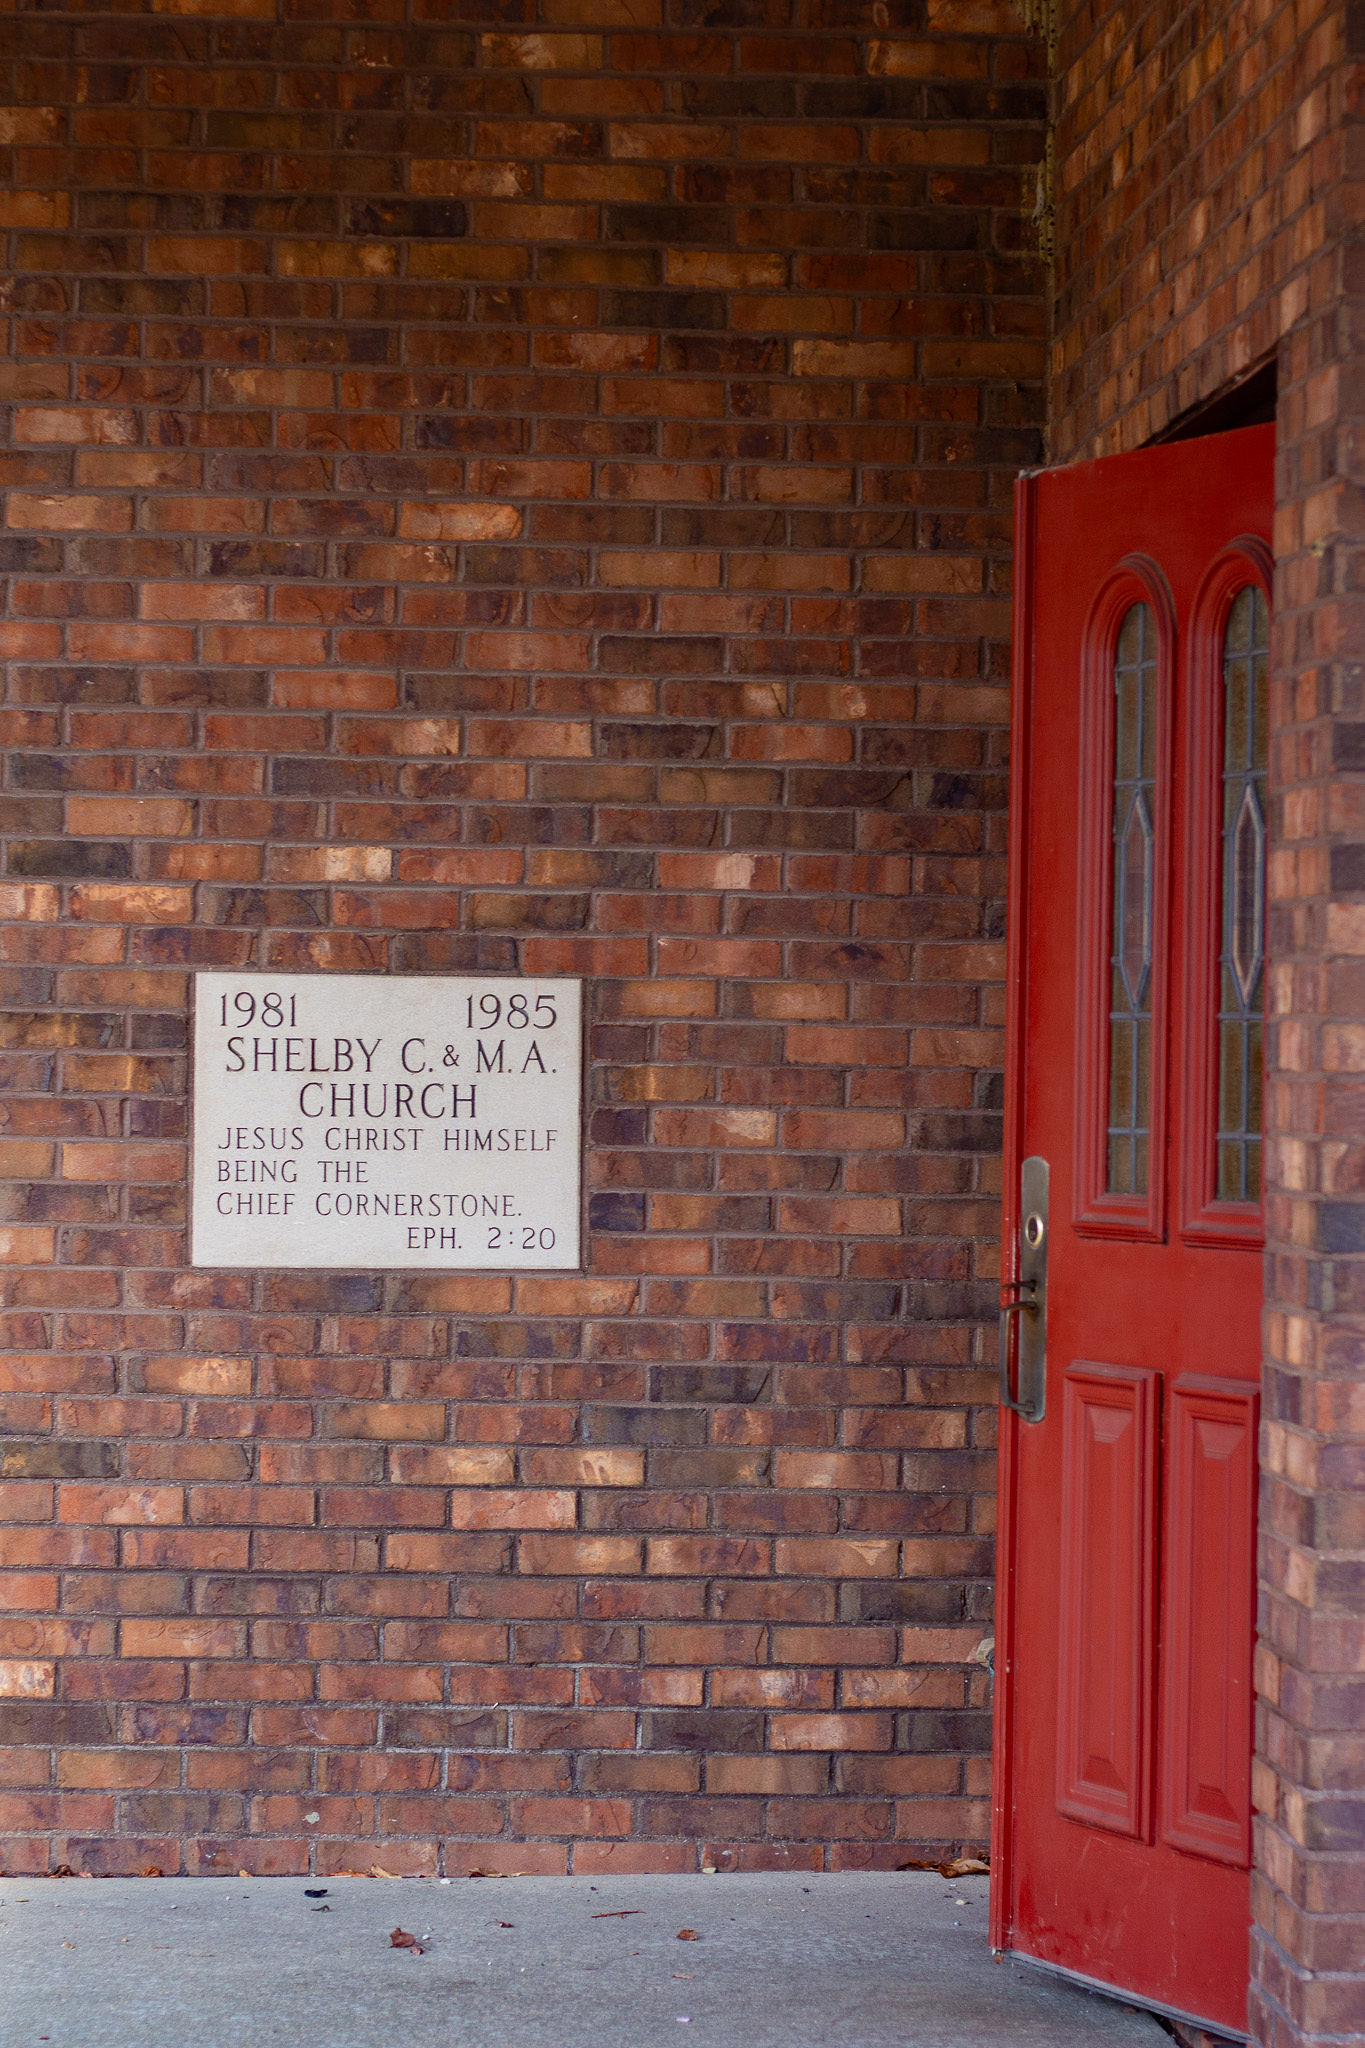 1981 1985
SHELBY C. & M. A.
CHURCH
JESUS CHRIST HIMSELF
BEING THE
CHIEF CORNERSTONE.
EPH. 2:20